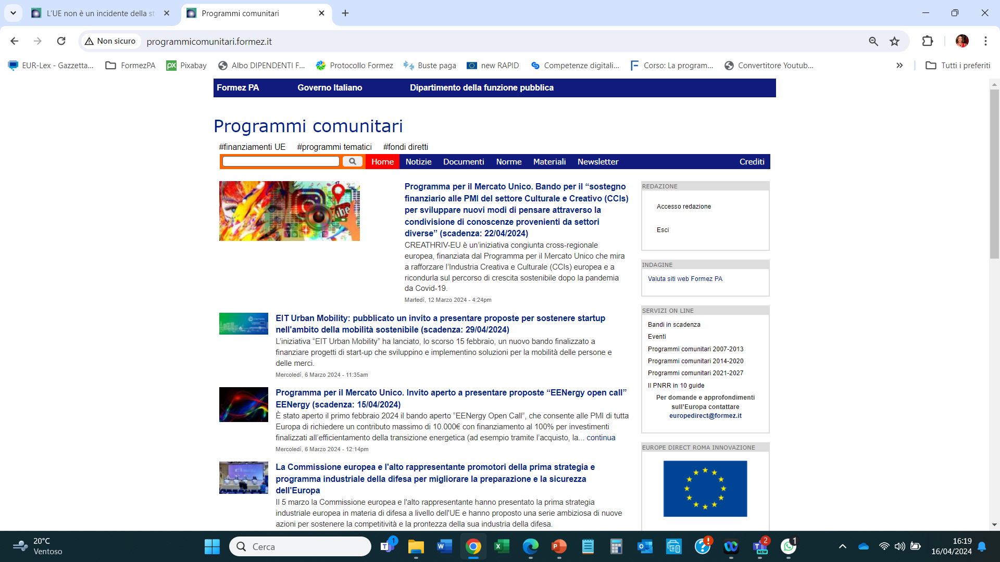 L'UE non è un incidente della st
Programmi comunitari
Non sicuro
programmicomunitari.formez.it
EUR-Lex - Gazzetta...
FormezPA
Pixabay
Albo DIPENDENTI F...
Protocollo Formez
Buste paga
new RAPID
Competenze digitali...
Corso: La program...
Convertitore Youtub...
Tutti i preferiti
Formez PA
Governo Italiano
Dipartimento della funzione pubblica
Programmi comunitari
#finanziamenti UE #programmi tematici #fondi diretti
Home Notizie Documenti Norme Materiali Newsletter Crediti
Programma per il Mercato Unico. Bando per il “sostegno
finanziario alle PMI del settore Culturale e Creativo (CCIs)
per sviluppare nuovi modi di pensare attraverso la
condivisione di conoscenze provenienti da settori
diverse” (scadenza: 22/04/2024)
CREATHRIV-EU è un’iniziativa congiunta cross-regionale
europea, finanziata dal Programma per il Mercato Unico che mira
a rafforzare l’Industria Creativa e Culturale (CCIs) europea e a
ricondurla sul percorso di crescita sostenibile dopo la pandemia
da Covid-19.
Martedì, 12 Marzo 2024 - 4:24pm
EIT Urban Mobility: pubblicato un invito a presentare proposte per sostenere startup
nell'ambito della mobilità sostenibile (scadenza: 29/04/2024)
L’iniziativa “EIT Urban Mobility” ha lanciato, lo scorso 15 febbraio, un nuovo bando finalizzato a
finanziare progetti di start-up che sviluppino e implementino soluzioni per la mobilità delle persone e
delle merci.
Mercoledì, 6 Marzo 2024 - 11:35am
Programma per il Mercato Unico. Invito aperto a presentare proposte “EENergy open call”
EENergy (scadenza: 15/04/2024)
È stato aperto il primo febbraio 2024 il bando aperto “EENergy Open Call”, che consente alle PMI di tutta
Europa di richiedere un contributo massimo di 10.000€ con finanziamento al 100% per investimenti
finalizzati all’efficientamento della transizione energetica (ad esempio tramite l’acquisto, la... continua
Mercoledì, 6 Marzo 2024 - 12:14pm
La Commissione europea e l'alto rappresentante promotori della prima strategia e
programma industriale della difesa per migliorare la preparazione e la sicurezza
dell'Europa
Il 5 marzo la Commissione europea e l'alto rappresentante hanno presentato la prima strategia
industriale europea in materia di difesa a livello dell'UE e hanno proposto una serie ambiziosa di nuove
azioni per sostenere la competitività e la prontezza della sua industria della difesa.
REDAZIONE
Accesso redazione
Esci
INDAGINE
Valuta siti web Formez PA
SERVIZI ON LINE
Bandi in scadenza
Eventi
Programmi comunitari 2007-2013
Programmi comunitari 2014-2020
Programmi comunitari 2021-2027
Il PNRR in 10 guide
Per domande e approfondimenti
sull’Europa contattare
europedirect@formez.it
EUROPE DIRECT ROMA INNOVAZIONE
20°C
Ventoso
Cerca
1
2
NEW
1
16:19
16/04/2024